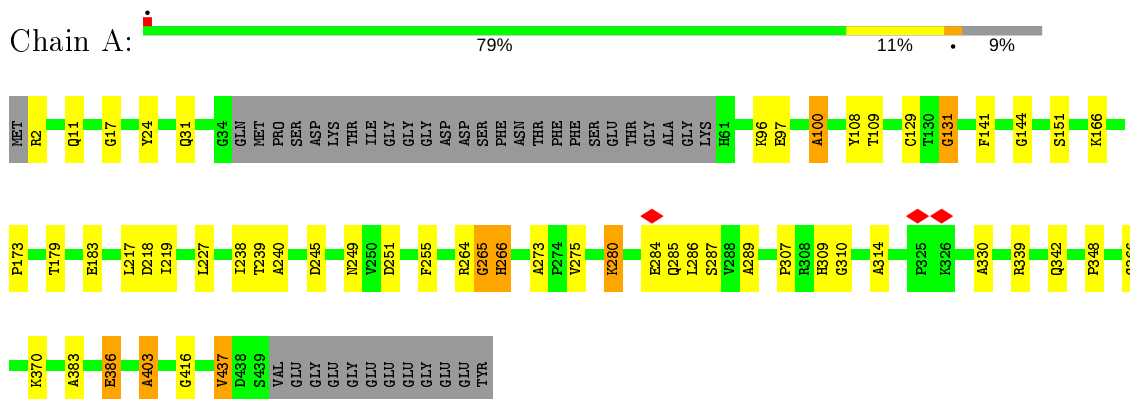 Chain A:
79% 11% • 9%
MET R2 Q11 G17 Y24 Q31 G34 GLN MET PRO SER ASP LYS THR ILE GLY GLY GLY ASP ASP SER PHE ASN THR PHE PHE SER GLU THR GLY ALA GLY LYS H61 K96 E97 A100 Y108 T109 C129 T130 G131 F141 G144 S151 K166
P173 T179 E183 L217 D218 I219 L227 I238 T239 A240 D245 N249 V250 D251 F255 R264 G265 H266 A273 P274 V275 K280 E284 Q285 L286 S287 V288 A289 P307 R308 H309 G310 A314 P325 K326 A330 R339 Q342 P348
K370 A383 E386 A403 G416 V437 D438 S439 VAL GLU GLY GLU GLY GLU GLU GLU GLY GLU GLU TYR